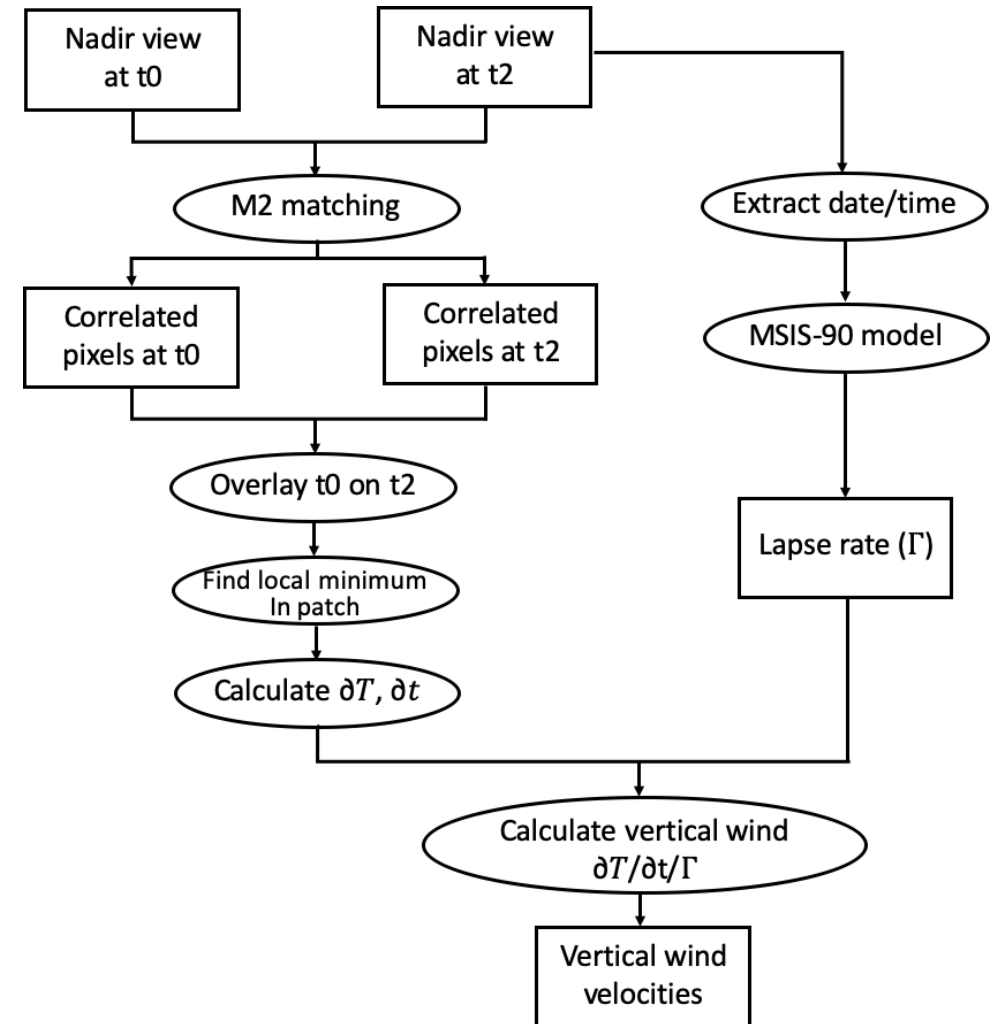 Nadir view
at t0
Nadir view
at t2
M2 matching
Extract date/time
Correlated
pixels at t0
Correlated
pixels at t2
MSIS-90 model
Overlay t0 on t2
Lapse rate (Γ)
Find local minimum
In patch
Calculate ∂T, ∂t
Calculate vertical wind
∂T/∂t/Γ
Vertical wind
velocities